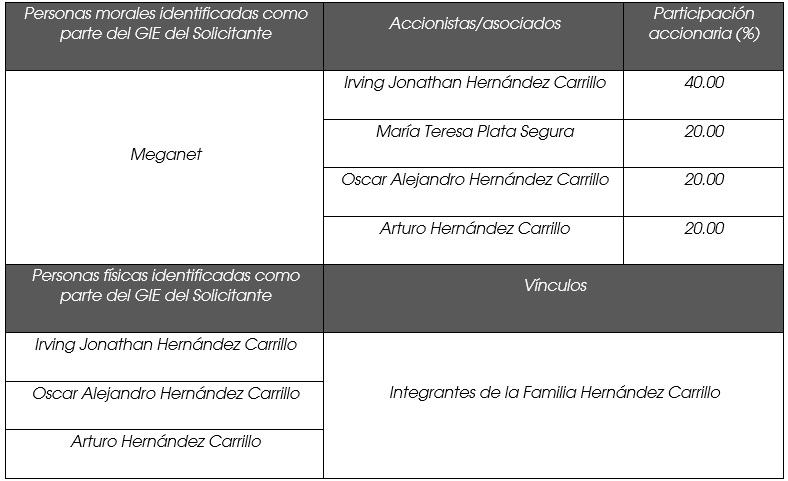 Personas morales identificadas como
parte del GIE del Solicitante
Accionistas/asociados
Participación
accionaria (%)
Meganet
Irving Jonathan Hernández Carrillo
40.00
María Teresa Plata Segura
20.00
Oscar Alejandro Hernández Carrillo
20.00
Arturo Hernández Carrillo
20.00
Personas físicas identificadas como
parte del GIE del Solicitante
Vínculos
Irving Jonathan Hernández Carrillo
Oscar Alejandro Hernández Carrillo
Arturo Hernández Carrillo
Integrantes de la Familia Hernández Carrillo